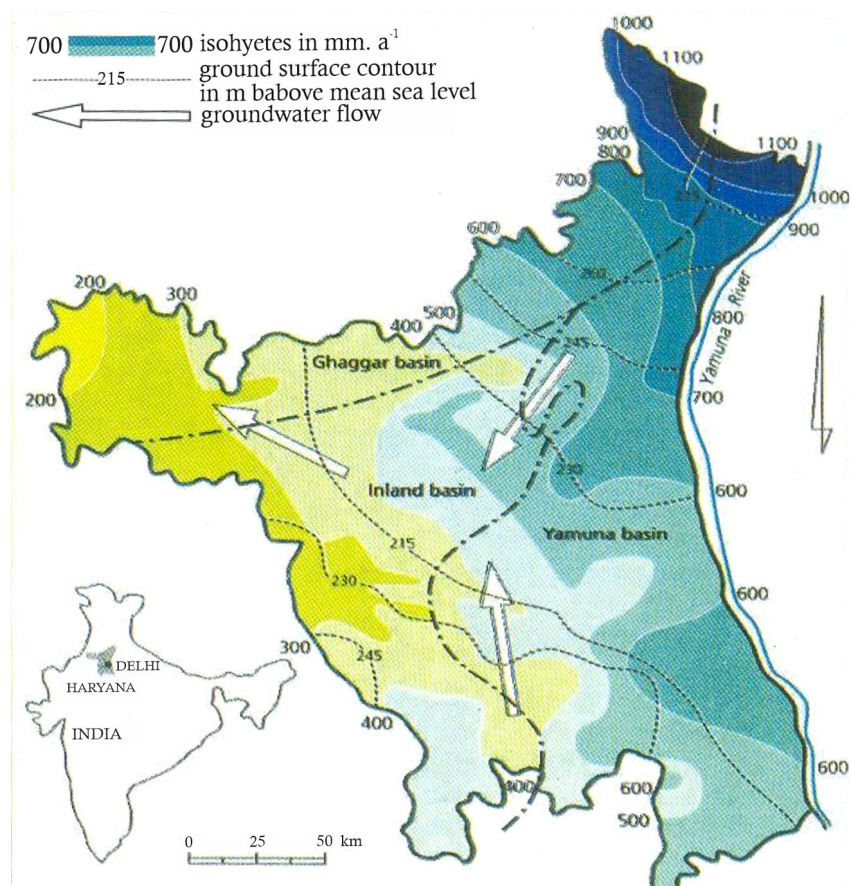 700 700 isohyetes in mm. a-1
215 ground surface contour
in m babove mean sea level
groundwater flow
1000
1100
900
800
1100
700
1000
900
600
260
200
300
500
400
245
800
Ghaggar basin
Yamuna River
200
700
230
Inland basin
600
Yamuna basin
215
230
600
300
245
DELHI
HARYANA
400
INDIA
600
400
600
500
0 25 50 km